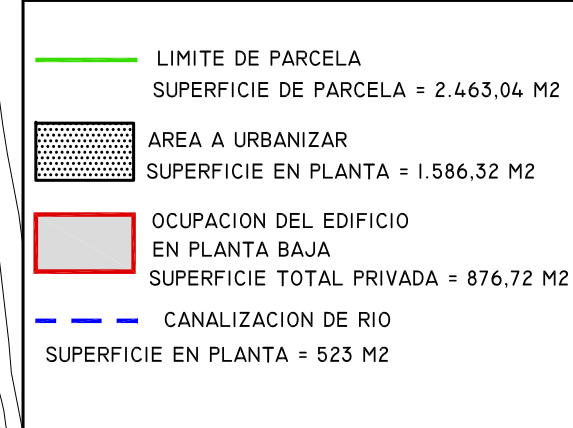 LIMITE DE PARCELA
SUPERFICIE DE PARCELA = 2.463,04 M2
AREA A URBANIZAR
SUPERFICIE EN PLANTA = 1.586,32 M2
OCUPACION DEL EDIFICIO
EN PLANTA BAJA
SUPERFICIE TOTAL PRIVADA = 876,72 M2
CANALIZACION DE RIO
SUPERFICIE EN PLANTA = 523 M2